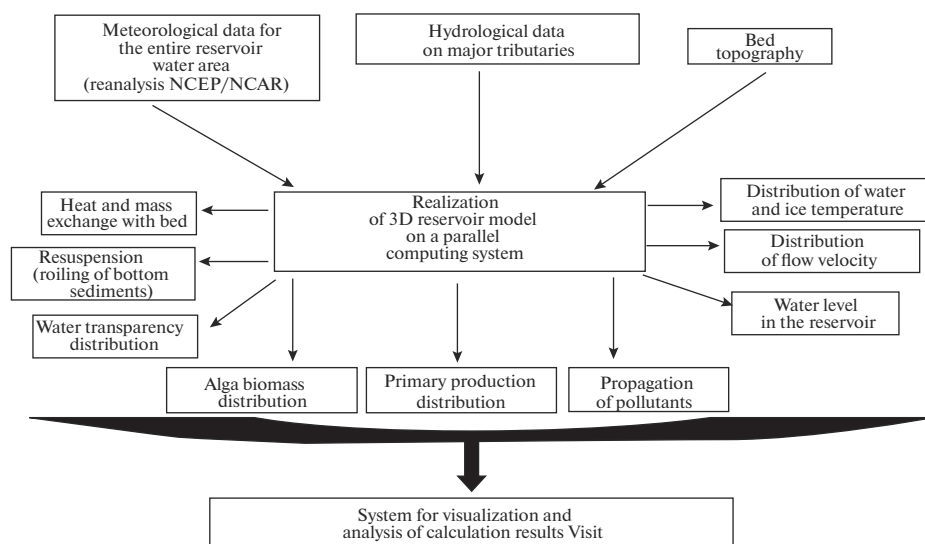 Meteorological data for
the entire reservoir
water area
(reanalysis NCEP/NCAR)
Hydrological data
on major tributaries
Bed
topography
Realization
of 3D reservoir model
on a parallel
computing system
Heat and mass
exchange with bed
Resuspension
(roiling of bottom
sediments)
Water transparency
distribution
Distribution of water
and ice temperature
Distribution
of flow velocity
Water level
in the reservoir
Alga biomass
distribution
Primary production
distribution
Propagation
of pollutants
System for visualization and
analysis of calculation results Visit